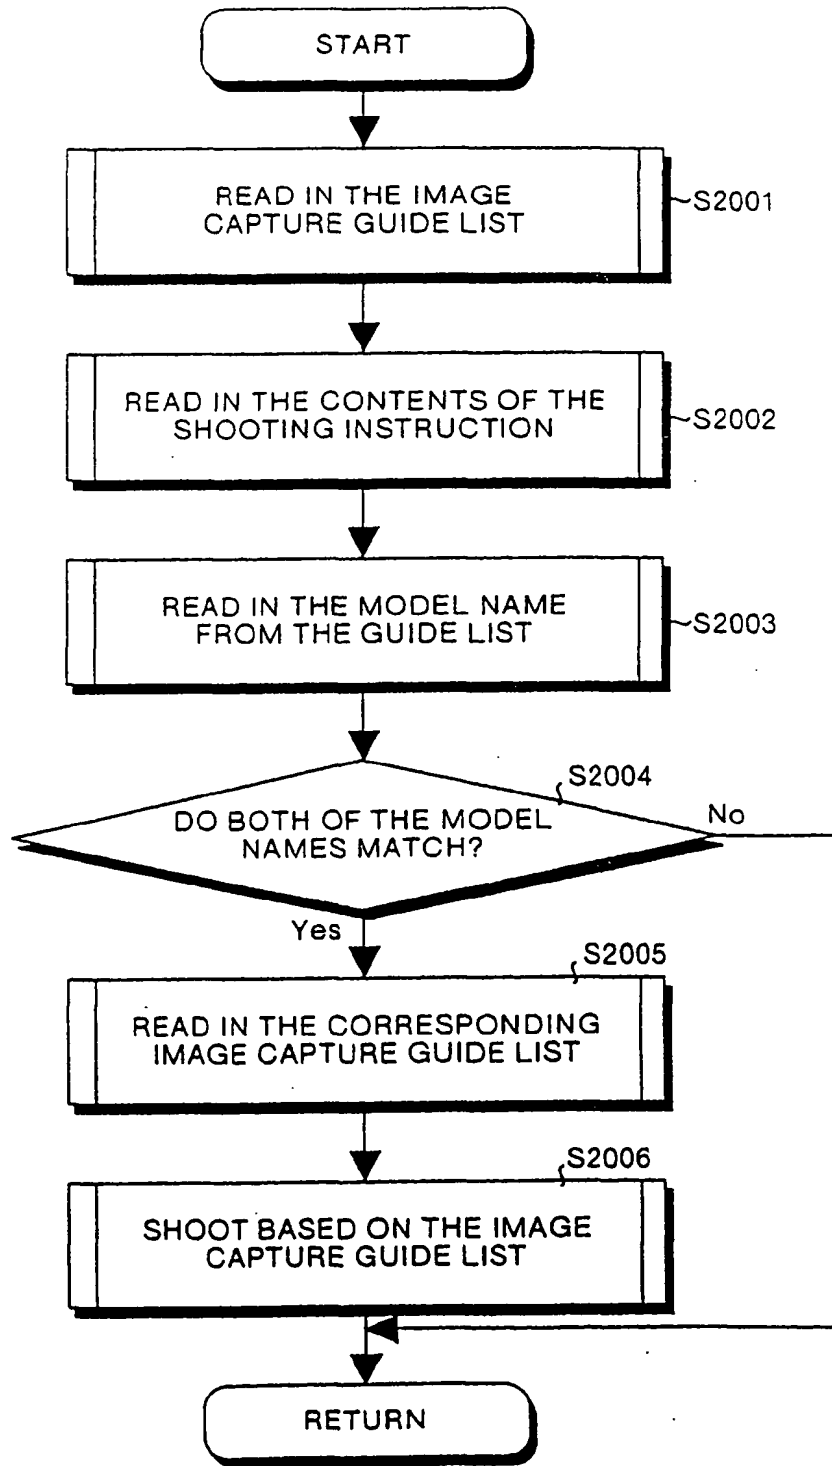 START
READ IN THE IMAGE
CAPTURE GUIDE LIST
S2001
READ IN THE CONTENTS OF THE
SHOOTING INSTRUCTION
S2002
READ IN THE MODEL NAME
FROM THE GUIDE LIST
S2003
S2004
DO BOTH OF THE MODEL
NAMES MATCH?
No
Yes
S2005
READ IN THE CORRESPONDING
IMAGE CAPTURE GUIDE LIST
S2006
SHOOT BASED ON THE IMAGE
CAPTURE GUIDE LIST
RETURN